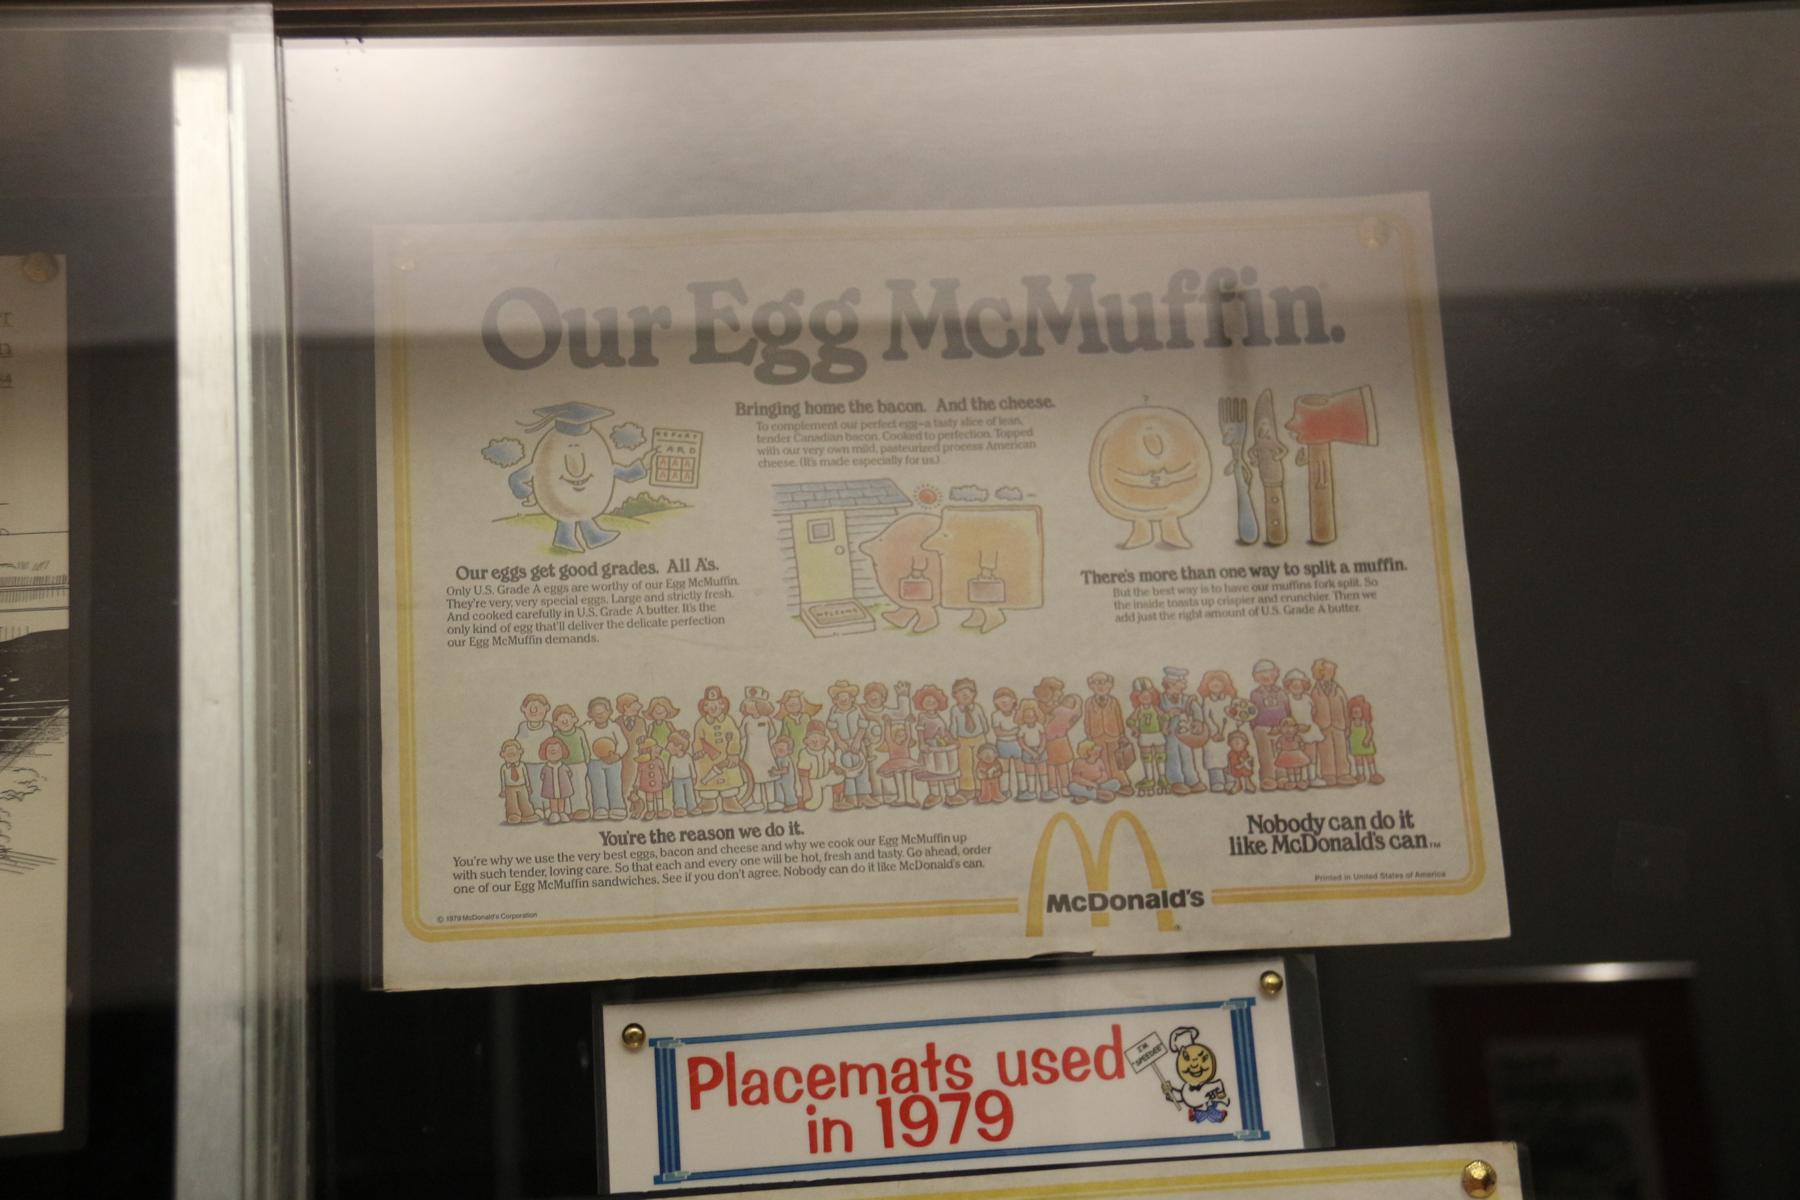 Our Egg McMuffin.
REPORT
CARD
A A A
A A A
Our eggs get good grades. All A's.
Only U.S. Grade A eggs are worthy of our Egg McMuffin.
They're very, very special eggs. Large and strictly fresh.
And cooked carefully in U.S. Grade A butter. It's the
only kind of egg that'll deliver the delicate perfection
our Egg McMuffin demands.
Bringing home the bacon. And the cheese.
To complement our perfect egg-a tasty slice of lean,
tender Canadian bacon. Cooked to perfection. Topped
with our very own mild, pasteurized process American
cheese. (It's made especially for us.)
WELCOME
There's more than one way to split a muffin.
But the best way is to have our muffins fork split. So
the inside toasts up crispier and crunchier. Then we
add just the right amount of U.S. Grade A butter.
You're the reason we do it.
You're why we use the very best eggs, bacon and cheese and why we cook our Egg McMuffin up
with such tender, loving care. So that each and every one will be hot, fresh and tasty. Go ahead, order
one of our Egg McMuffin sandwiches. See if you don't agree. Nobody can do it like McDonald's can.
© 1979 McDonald's Corporation
McDonald's®
Nobody can do it
like McDonald's can.™
Printed in United States of America
Placemats used
in 1979
I'M
"SPEEDEE"